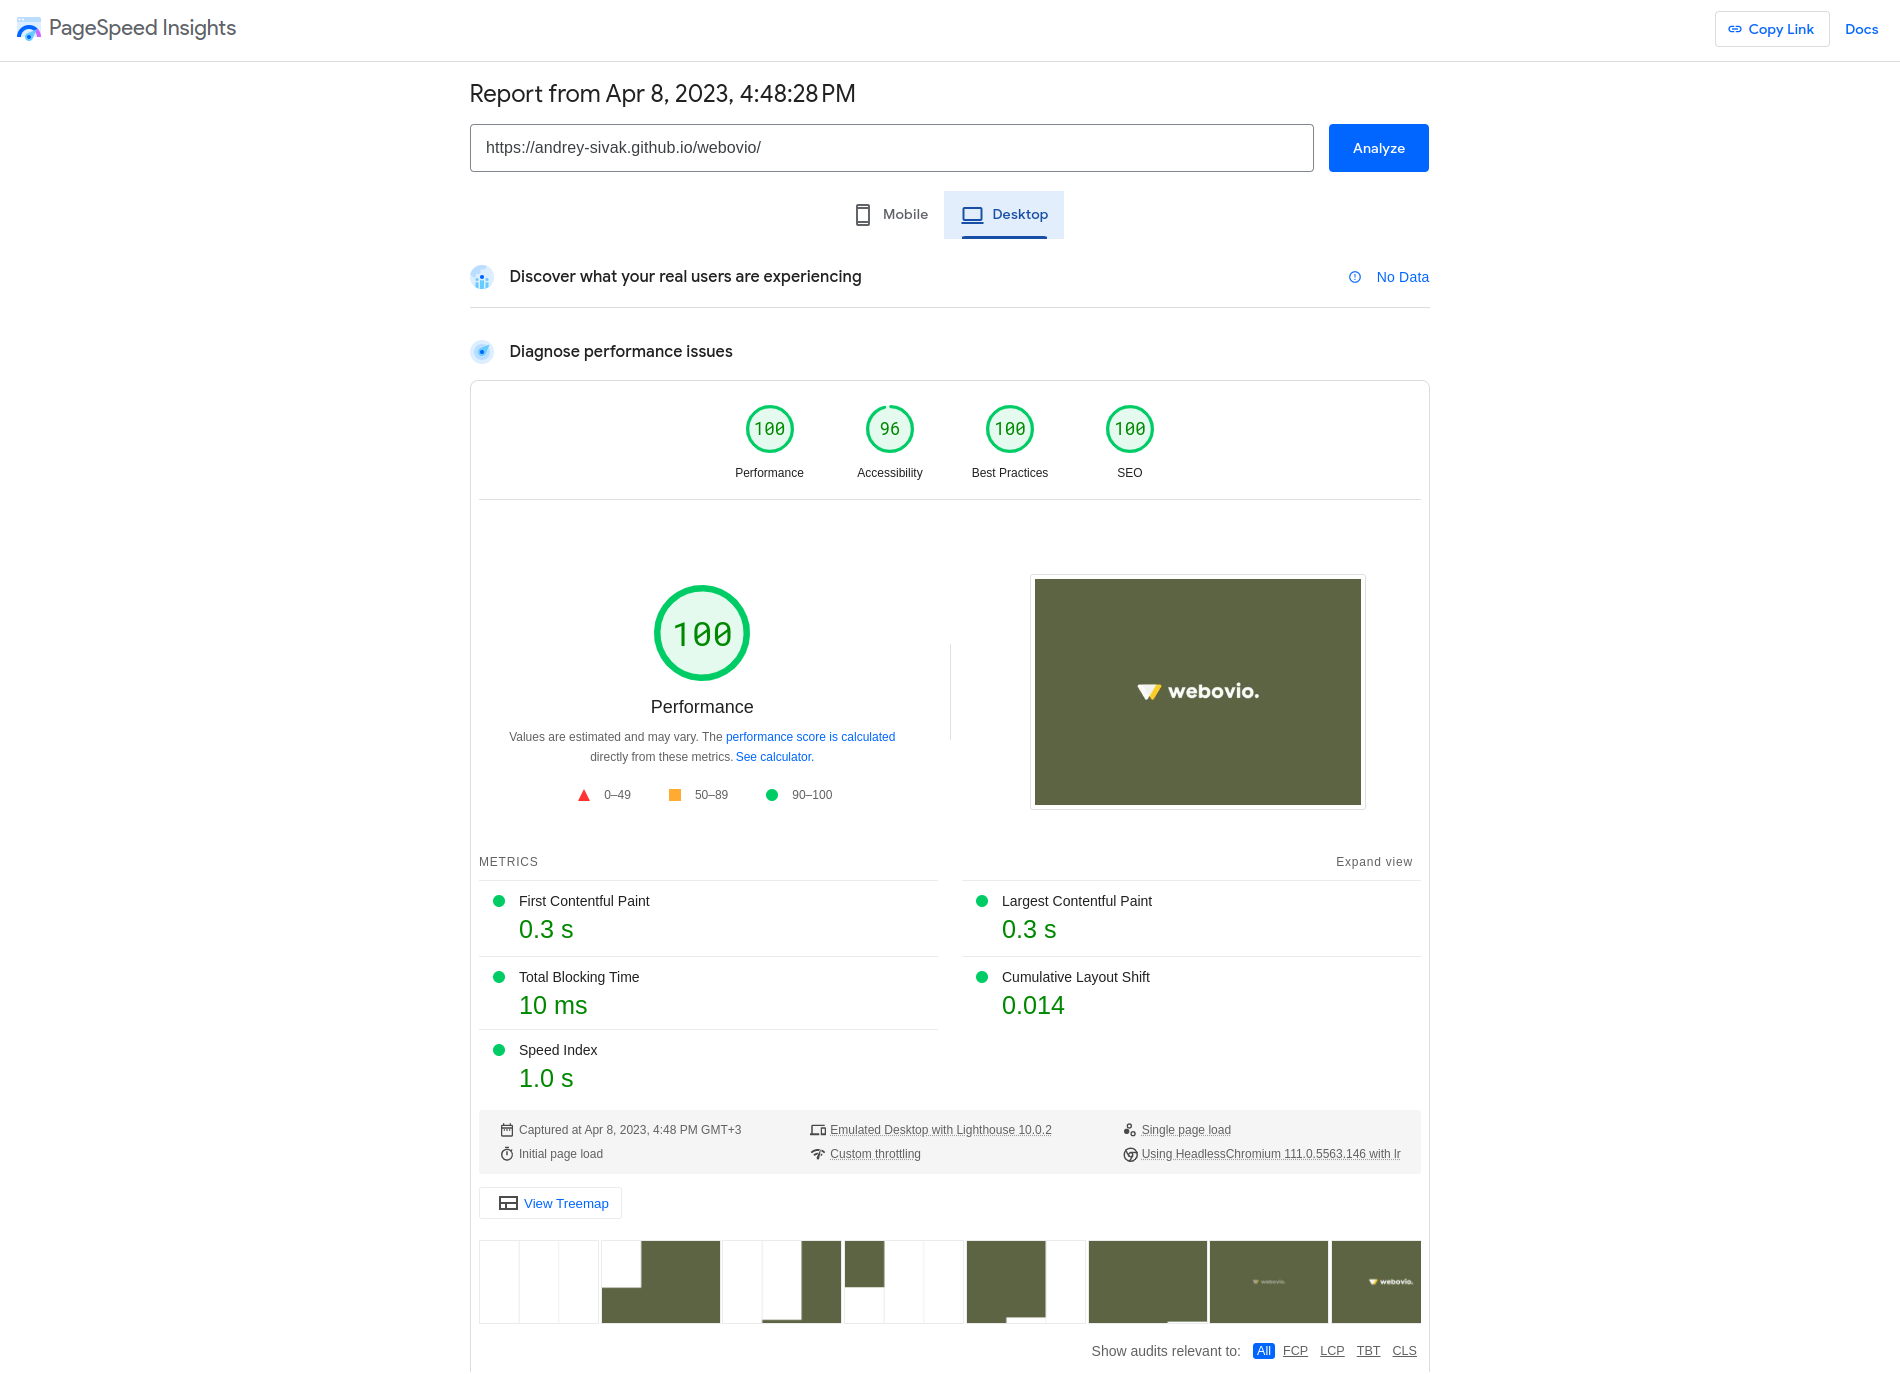 PageSpeed Insights
Copy Link
Docs
Report from Apr 8, 2023, 4:48:28 PM
https://andrey-sivak.github.io/webovio/
Analyze
Mobile
Desktop
Discover what your real users are experiencing
No Data
Diagnose performance issues
100
96
100
100
Performance
Accessibility
Best Practices
SEO
100
webovio.
Performance
Values are estimated and may vary. The performance score is calculated
directly from these metrics. See calculator.
0–49
50–89
90–100
METRICS
Expand view
First Contentful Paint
0.3 s
Largest Contentful Paint
0.3 s
Total Blocking Time
10 ms
Cumulative Layout Shift
0.014
Speed Index
1.0 s
Captured at Apr 8, 2023, 4:48 PM GMT+3
Emulated Desktop with Lighthouse 10.0.2
Single page load
Initial page load
Custom throttling
Using HeadlessChromium 111.0.5563.146 with lr
View Treemap
webovio.
webovio.
Show audits relevant to:
All
FCP
LCP
TBT
CLS